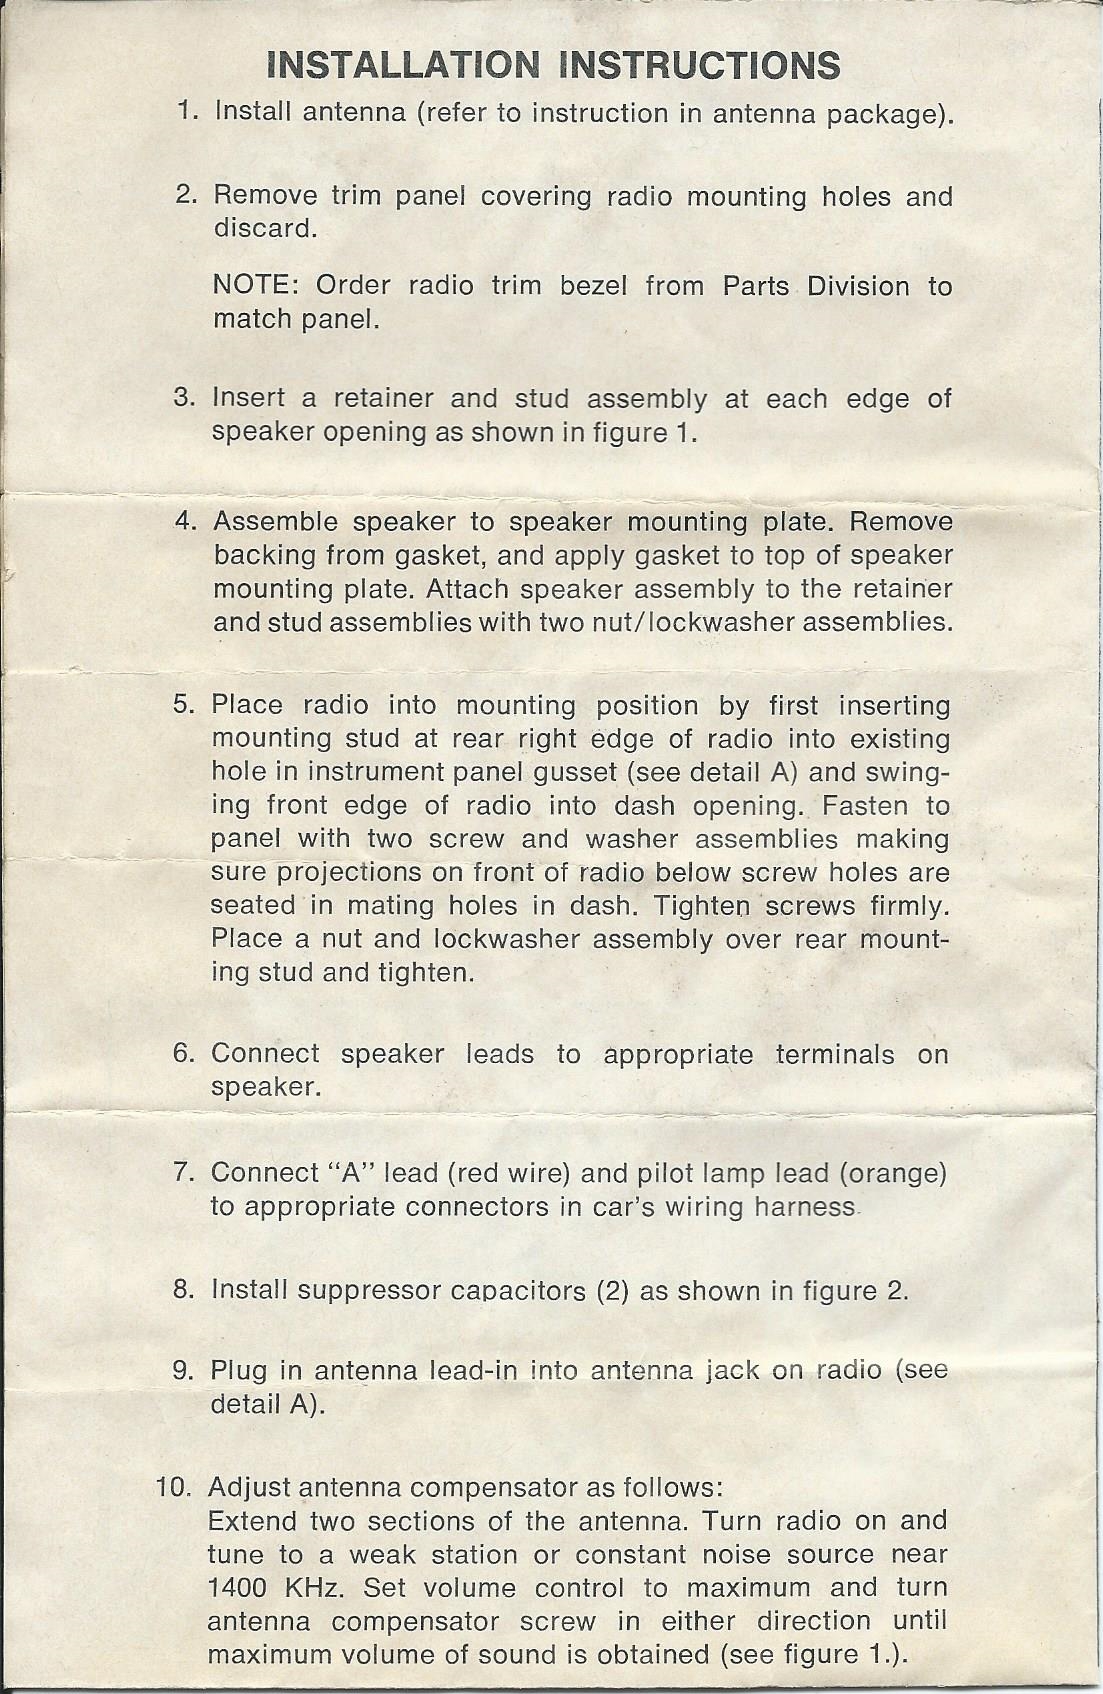 INSTALLATION INSTRUCTIONS
1. Install antenna (refer to instruction in antenna package).
2. Remove trim panel covering radio mounting holes and
discard.
NOTE: Order radio trim bezel from Parts Division to
match panel.
3. Insert a retainer and stud assembly at each edge of
speaker opening as shown in figure 1.
4. Assemble speaker to speaker mounting plate. Remove
backing from gasket, and apply gasket to top of speaker
mounting plate. Attach speaker assembly to the retainer
and stud assemblies with two nut/lockwasher assemblies.
5. Place radio into mounting position by first inserting
mounting stud at rear right edge of radio into existing
hole in instrument panel gusset (see detail A) and swing-
ing front edge of radio into dash opening. Fasten to
panel with two screw and washer assemblies making
sure projections on front of radio below screw holes are
seated in mating holes in dash. Tighten screws firmly.
Place a nut and lockwasher assembly over rear mount-
ing stud and tighten.
6. Connect speaker leads to appropriate terminals on
speaker.
7. Connect “A” lead (red wire) and pilot lamp lead (orange)
to appropriate connectors in car's wiring harness.
8. Install suppressor capacitors (2) as shown in figure 2.
9. Plug in antenna lead-in into antenna jack on radio (see
detail A).
10. Adjust antenna compensator as follows:
Extend two sections of the antenna. Turn radio on and
tune to a weak station or constant noise source near
1400 KHz. Set volume control to maximum and turn
antenna compensator screw in either direction until
maximum volume of sound is obtained (see figure 1.).